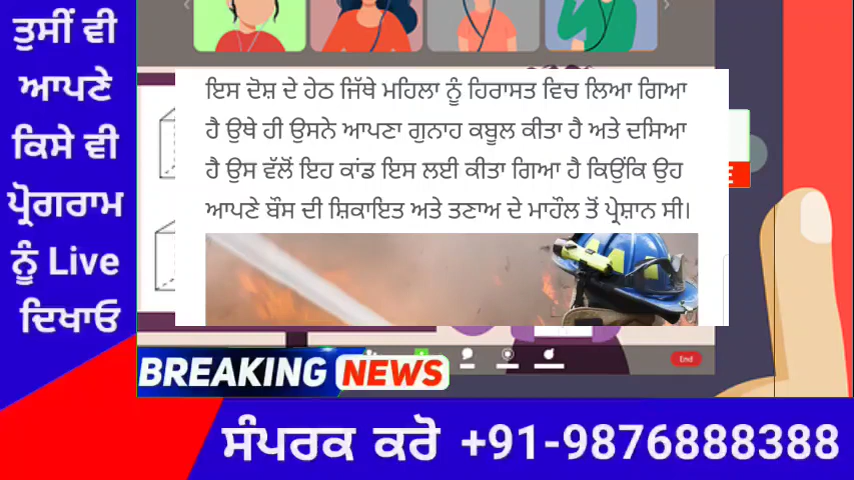 ਤੁਸੀਂ ਵੀ
ਆਪਣੇ
ਕਿਸੇ ਵੀ
ਪ੍ਰੋਗਰਾਮ
ਨੂੰ Live
ਦਿਖਾਓ
ਇਸ ਦੋਸ਼ ਦੇ ਹੇਠ ਜਿੱਥੇ ਮਹਿਲਾ ਨੂੰ ਹਿਰਾਸਤ ਵਿਚ ਲਿਆ ਗਿਆ
ਹੈ ਉਥੇ ਹੀ ਉਸਨੇ ਆਪਣਾ ਗੁਨਾਹ ਕਬੂਲ ਕੀਤਾ ਹੈ ਅਤੇ ਦਸਿਆ
ਹੈ ਉਸ ਵੱਲੋਂ ਇਹ ਕਾਂਡ ਇਸ ਲਈ ਕੀਤਾ ਗਿਆ ਹੈ ਕਿਉਂਕਿ ਉਹ
ਆਪਣੇ ਬੌਸ ਦੀ ਸ਼ਿਕਾਇਤ ਅਤੇ ਤਣਾਅ ਦੇ ਮਾਹੌਲ ਤੋਂ ਪ੍ਰੇਸ਼ਾਨ ਸੀ।
E
End
BREAKING NEWS
ਸੰਪਰਕ ਕਰੋ +91-9876888388